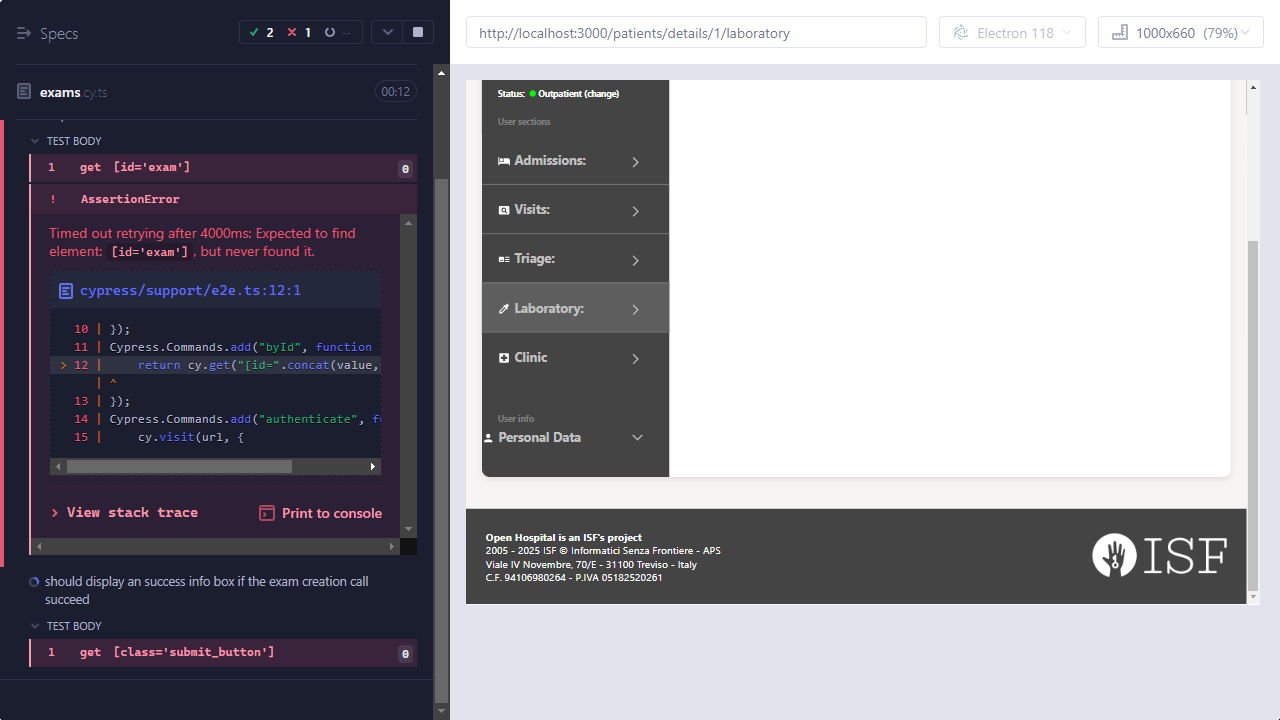 Specs
2
1
--
exams.cy.ts
00:12
TEST BODY
1 get [id='exam'] 0
! AssertionError
Timed out retrying after 4000ms: Expected to find
element: [id='exam'], but never found it.
cypress/support/e2e.ts:12:1
10 | });
11 | Cypress.Commands.add("byId", function
> 12 | return cy.get("[id=".concat(value,
| ^
13 | });
14 | Cypress.Commands.add("authenticate", f
15 | cy.visit(url, {
View stack trace
Print to console
should display an success info box if the exam creation call
succeed
TEST BODY
1 get [class='submit_button'] 0
http://localhost:3000/patients/details/1/laboratory
Electron 118
1000x660 (79%)
Status: Outpatient (change)
User sections
Admissions:
Visits:
Triage:
Laboratory:
Clinic
User info
Personal Data
Open Hospital is an ISF's project
2005 - 2025 ISF © Informatici Senza Frontiere - APS
Viale IV Novembre, 70/E - 31100 Treviso - Italy
C.F. 94106980264 - P.IVA 05182520261
ISF